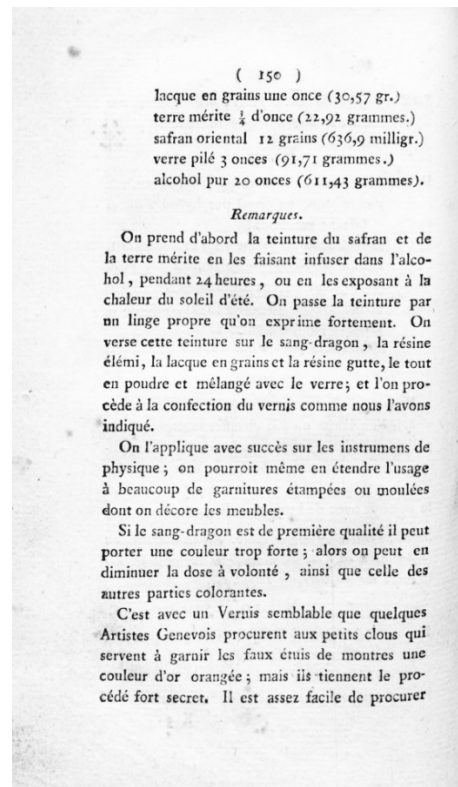 ( 150 )
lacque en grains une once (30,57 gr.)
terre mérite ¾ d'once (22,92 grammes.)
safran oriental 12 grains (636,9 milligr.)
verre pilé 3 onces (91,71 grammes.)
alcohol pur 20 onces (611,43 grammes).
Remarques.
On prend d'abord la teinture du safran et de
la terre mérite en les faisant infuser dans l'alco-
hol, pendant 24 heures, ou en les exposant à la
chaleur du soleil d'été. On passe la teinture par
un linge propre qu'on exprime fortement. On
verse cette teinture sur le sang-dragon, la résine
élémi, la lacque en grains et la résine gutte, le tout
en poudre et mêlangé avec le verre; et l'on pro-
cède à la confection du vernis comme nous l'avons
indiqué.
On l'applique avec succès sur les instrumens de
physique; on pourroit même en étendre l'usage
à beaucoup de garnitures étampées ou moulées
dont on décore les meubles.
Si le sang-dragon est de première qualité il peut
porter une couleur trop forte; alors on peut en
diminuer la dose à volonté, ainsi que celle des
autres parties colorantes.
C'est avec un Vernis semblable que quelques
Artistes Genevois procurent aux petits clous qui
servent à garnir les faux étuis de montres une
couleur d'or orangée; mais ils tiennent le pro-
cédé fort secret. Il est assez facile de procurer